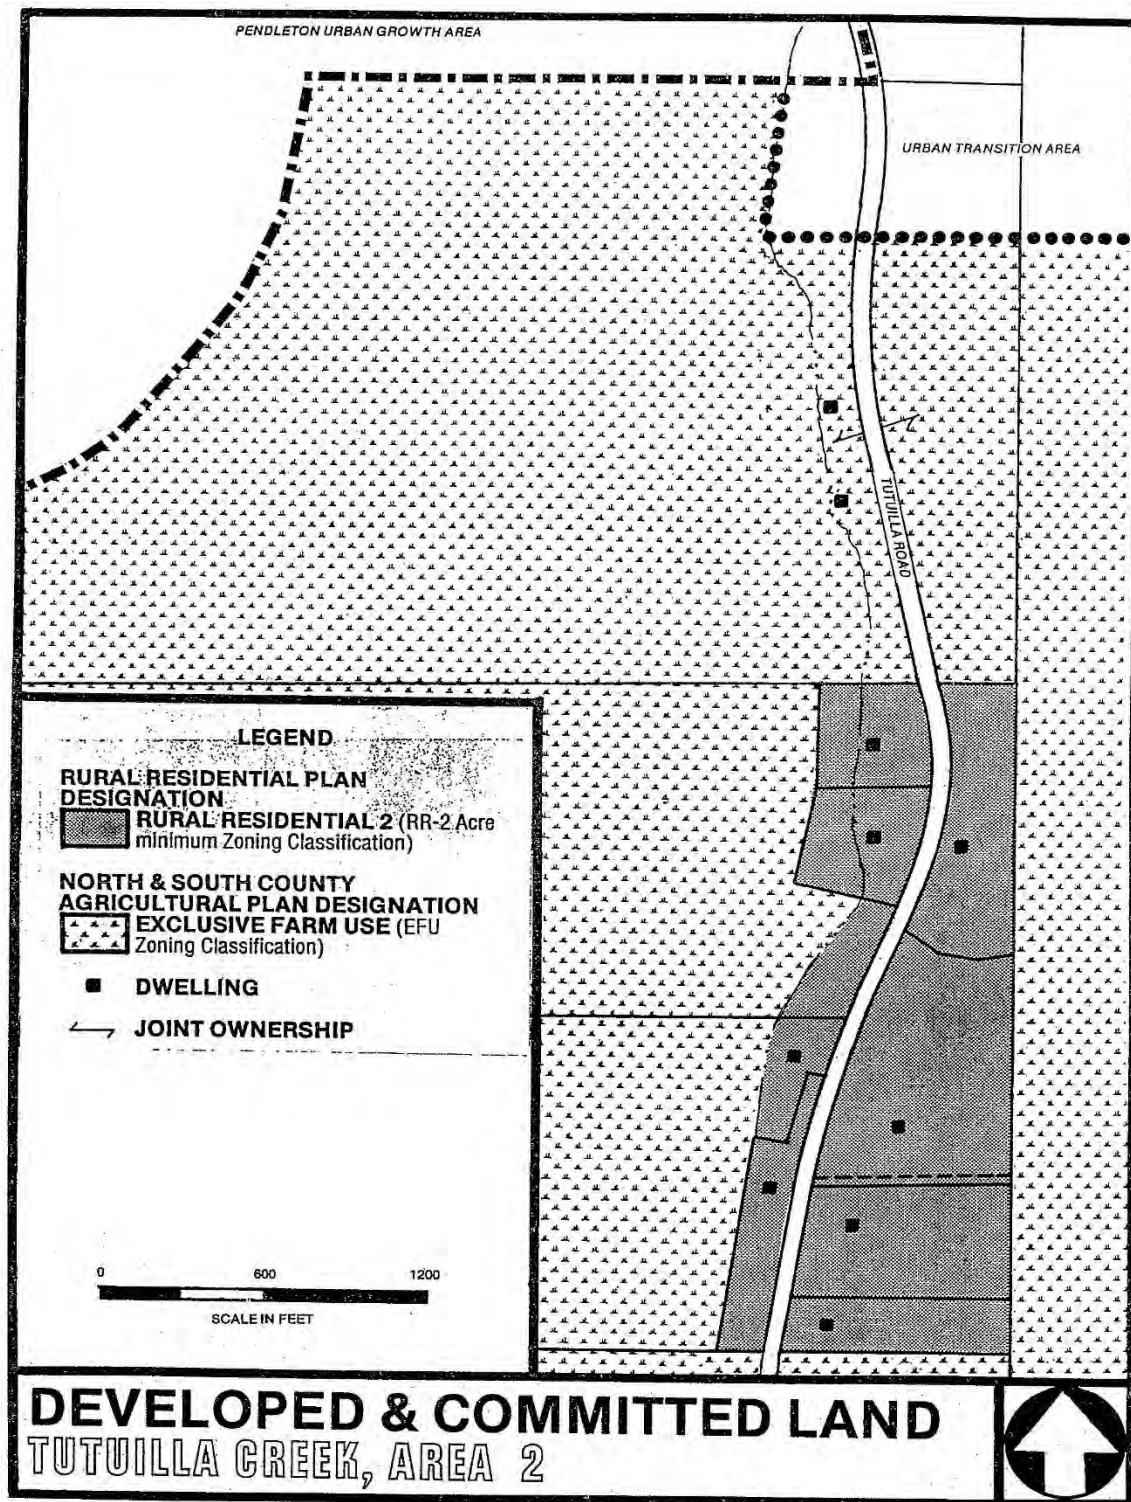 PENDLETON URBAN GROWTH AREA
URBAN TRANSITION AREA
TUTUILLA ROAD
LEGEND
RURAL RESIDENTIAL PLAN
DESIGNATION
RURAL RESIDENTIAL 2 (RR-2 Acre
minimum Zoning Classification)
NORTH & SOUTH COUNTY
AGRICULTURAL PLAN DESIGNATION
EXCLUSIVE FARM USE (EFU
Zoning Classification)
DWELLING
JOINT OWNERSHIP
0 600 1200
SCALE IN FEET
DEVELOPED & COMMITTED LAND
TUTUILLA CREEK, AREA 2